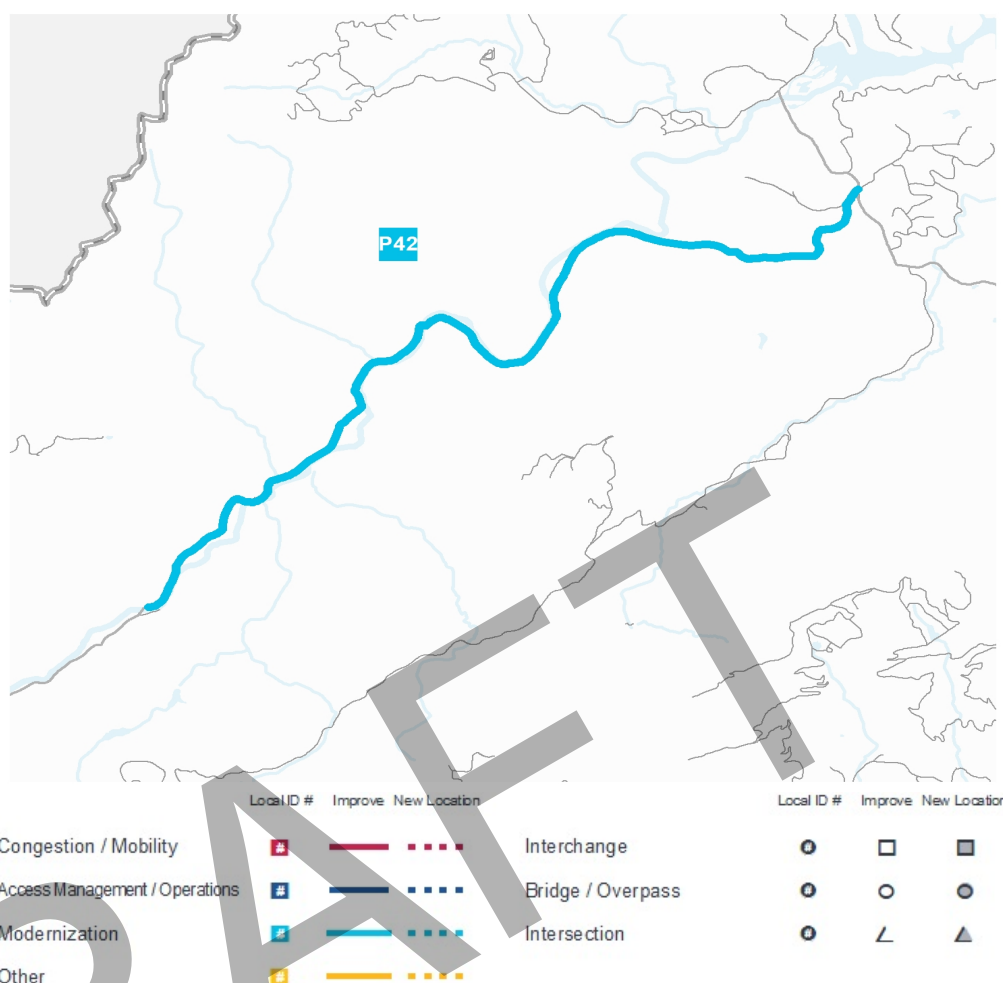 P42
Local ID # Improve New Location Local ID # Improve New Location
Congestion / Mobility # Interchange #
Access Management / Operations # Bridge / Overpass #
Modernization # Intersection #
Other #
RAFT